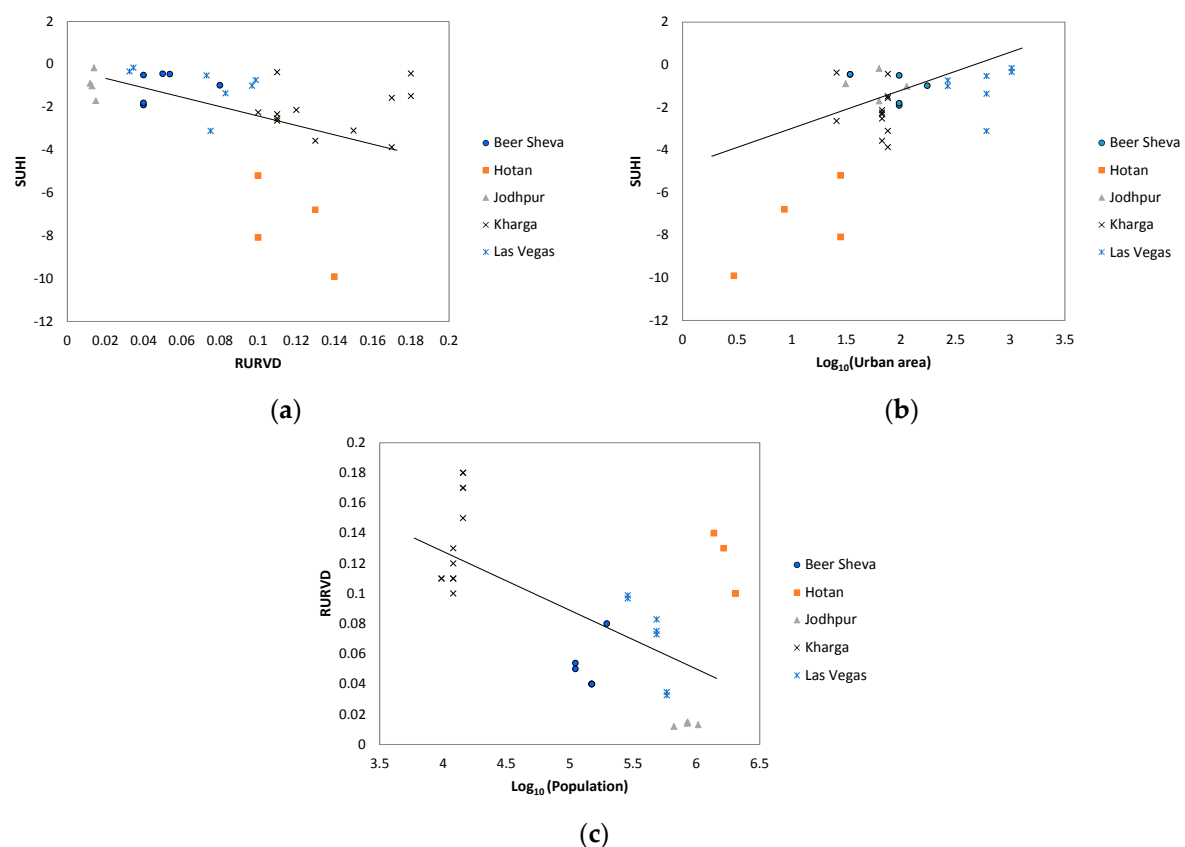 2
0
-2
-4
-6
-8
-10
-12
SUHI
0 0.02 0.04 0.06 0.08 0.1 0.12 0.14 0.16 0.18 0.2
RURVD
Beer Sheva
Hotan
Jodhpur
Kharga
Las Vegas
(a)
2
0
-2
-4
-6
-8
-10
-12
SUHI
0 0.5 1 1.5 2 2.5 3 3.5
Log₁₀(Urban area)
Beer Sheva
Hotan
Jodhpur
Kharga
Las Vegas
(b)
0.2
0.18
0.16
0.14
0.12
0.1
0.08
0.06
0.04
0.02
0
RURVD
3.5 4 4.5 5 5.5 6 6.5
Log₁₀ (Population)
Beer Sheva
Hotan
Jodhpur
Kharga
Las Vegas
(c)